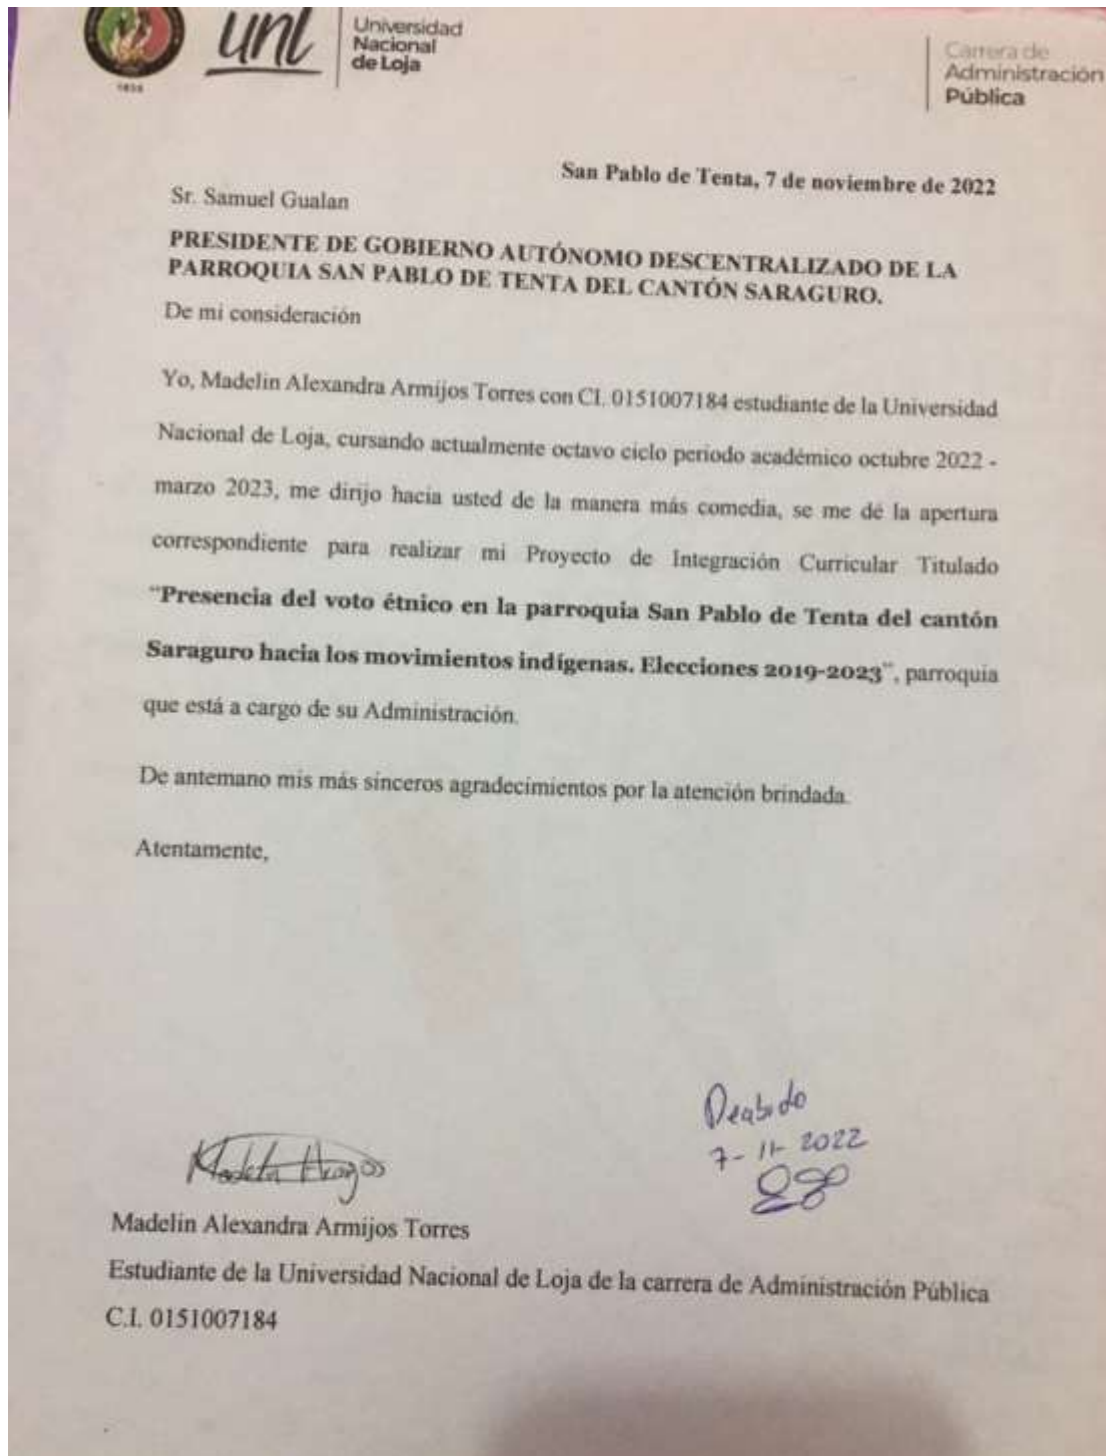 1859
unl
Universidad
Nacional
de Loja
Carrera de
Administración
Pública
San Pablo de Tenta, 7 de noviembre de 2022
Sr. Samuel Gualan
PRESIDENTE DE GOBIERNO AUTÓNOMO DESCENTRALIZADO DE LA
PARROQUIA SAN PABLO DE TENTA DEL CANTÓN SARAGURO.
De mi consideración
Yo, Madelin Alexandra Armijos Torres con CI. 0151007184 estudiante de la Universidad
Nacional de Loja, cursando actualmente octavo ciclo periodo académico octubre 2022 -
marzo 2023, me dirijo hacia usted de la manera más comedia, se me dé la apertura
correspondiente para realizar mi Proyecto de Integración Curricular Titulado
“Presencia del voto étnico en la parroquia San Pablo de Tenta del cantón
Saraguro hacia los movimientos indígenas. Elecciones 2019-2023”, parroquia
que está a cargo de su Administración.
De antemano mis más sinceros agradecimientos por la atención brindada.
Atentamente,
7-11-2022
Madelin Alexandra Armijos Torres
Estudiante de la Universidad Nacional de Loja de la carrera de Administración Pública
C.I. 0151007184